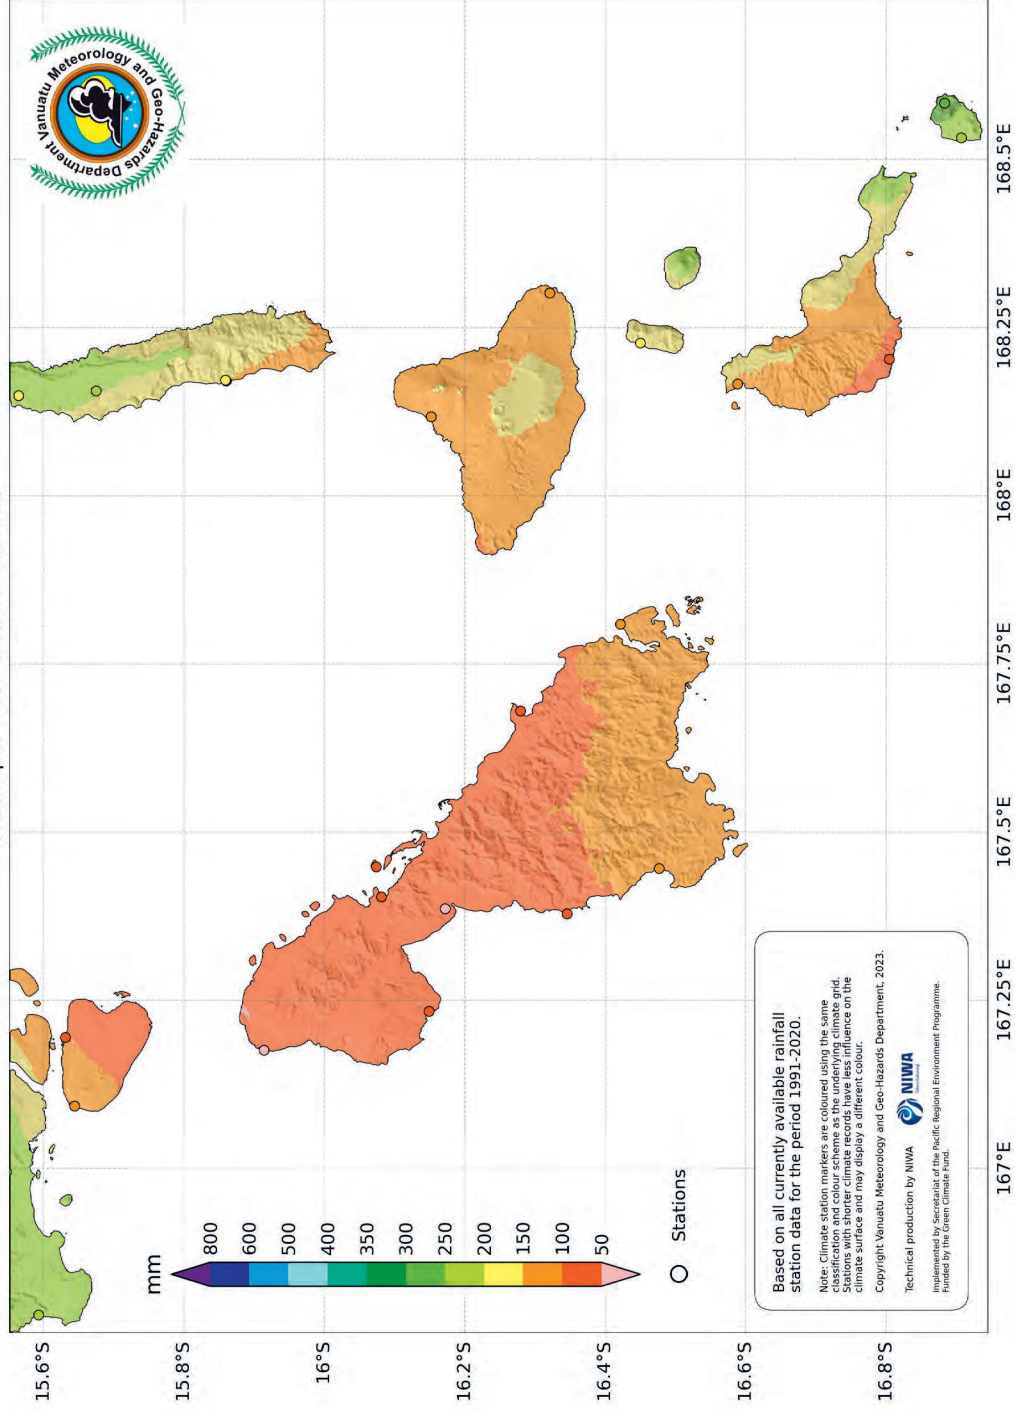 Vanuatu Meteorology and Geo-Hazards Department
15.6°S
15.8°S
16°S
16.2°S
16.4°S
16.6°S
16.8°S
167°E
167.25°E
167.5°E
167.75°E
168°E
168.25°E
168.5°E
mm
800
600
500
400
350
300
250
200
150
100
50
Stations
Based on all currently available rainfall
station data for the period 1991-2020.
Note: Climate station markers are coloured using the same
classification and colour scheme as the underlying climate grid.
Stations with shorter climate records have less influence on the
climate surface and may display a different colour.
Copyright Vanuatu Meteorology and Geo-Hazards Department, 2023.
Technical production by NIWA
NIWA
Implemented by Secretariat of the Pacific Regional Environment Programme.
Funded by the Green Climate Fund.